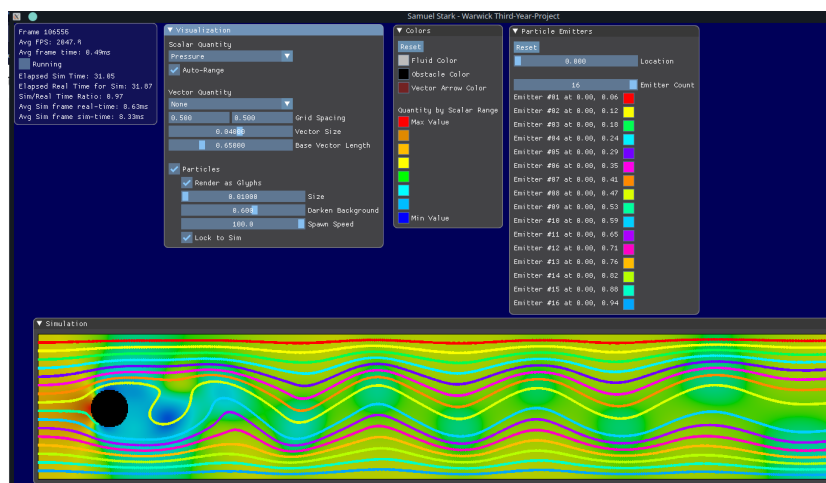 Samuel Stark - Warwick Third-Year-Project
Frame 106556
Avg FPS: 2047.
Avg frame time: 0.49ms
Running
Elapsed Sim Time: 31.05
Elapsed Real Time for Sim: 31.87
Sim/Real Time Ratio: 0.97
Avg Sim frame real-time: 8.63ms
Avg Sim frame sim-time: 8.33ms
Visualization
Scalar Quantity
Pressure
Auto-Range
Vector Quantity
None
0.500 0.500 Grid Spacing
0.04000 Vector Size
0.65000 Base Vector Length
Particles
Render as Glyphs
0.01000 Size
0.600 Darken Background
100.0 Spawn Speed
Lock to Sim
Colors
Reset
Fluid Color
Obstacle Color
Vector Arrow Color
Quantity by Scalar Range
Max Value
Min Value
Particle Emitters
Reset
0.000 Location
16 Emitter Count
Emitter #01 at 0.00, 0.06
Emitter #02 at 0.00, 0.12
Emitter #03 at 0.00, 0.18
Emitter #04 at 0.00, 0.24
Emitter #05 at 0.00, 0.29
Emitter #06 at 0.00, 0.35
Emitter #07 at 0.00, 0.41
Emitter #08 at 0.00, 0.47
Emitter #09 at 0.00, 0.53
Emitter #10 at 0.00, 0.59
Emitter #11 at 0.00, 0.65
Emitter #12 at 0.00, 0.71
Emitter #13 at 0.00, 0.76
Emitter #14 at 0.00, 0.82
Emitter #15 at 0.00, 0.88
Emitter #16 at 0.00, 0.94
Simulation